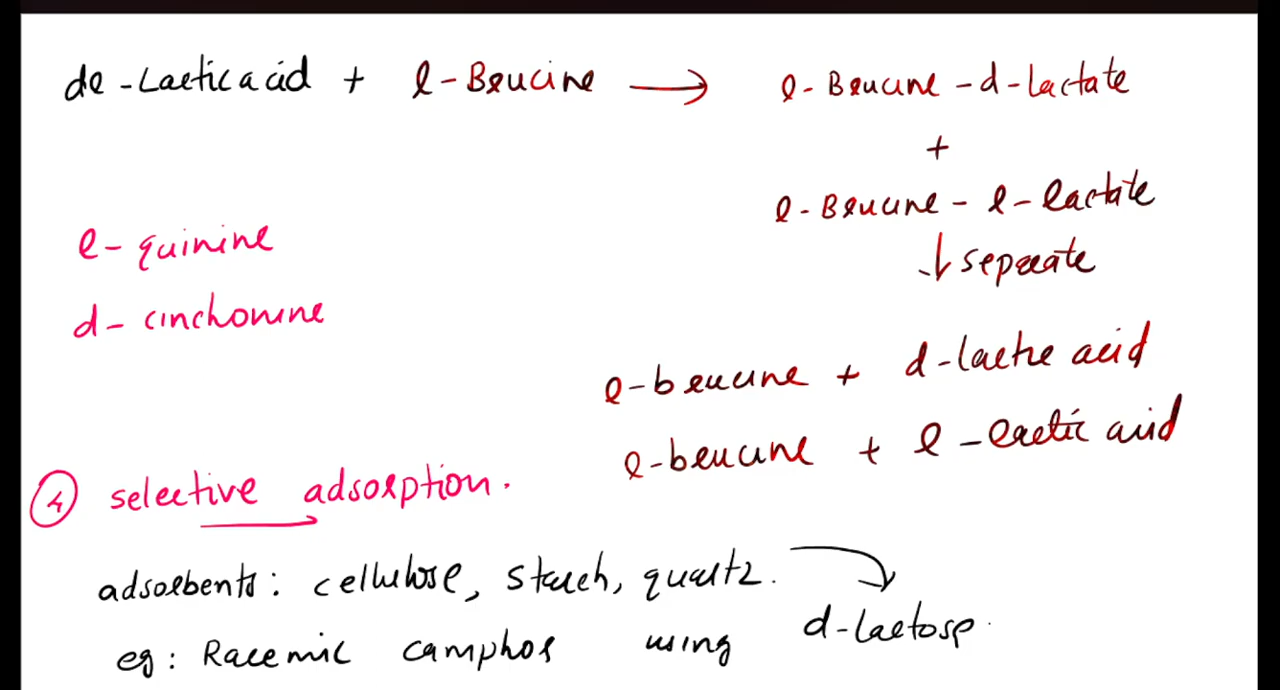 dl-Lactic acid + l-Brucine → l-Brucine-d-lactate
+
l-Brucine-l-lactate
↓ separate
l-quinine
d-cinchonine
l-brucine + d-lactic acid
l-brucine + l-lactic acid
④ selective adsorption.
adsorbents: cellulose, starch, quartz.
d-lactose
eg: Racemic camphor using